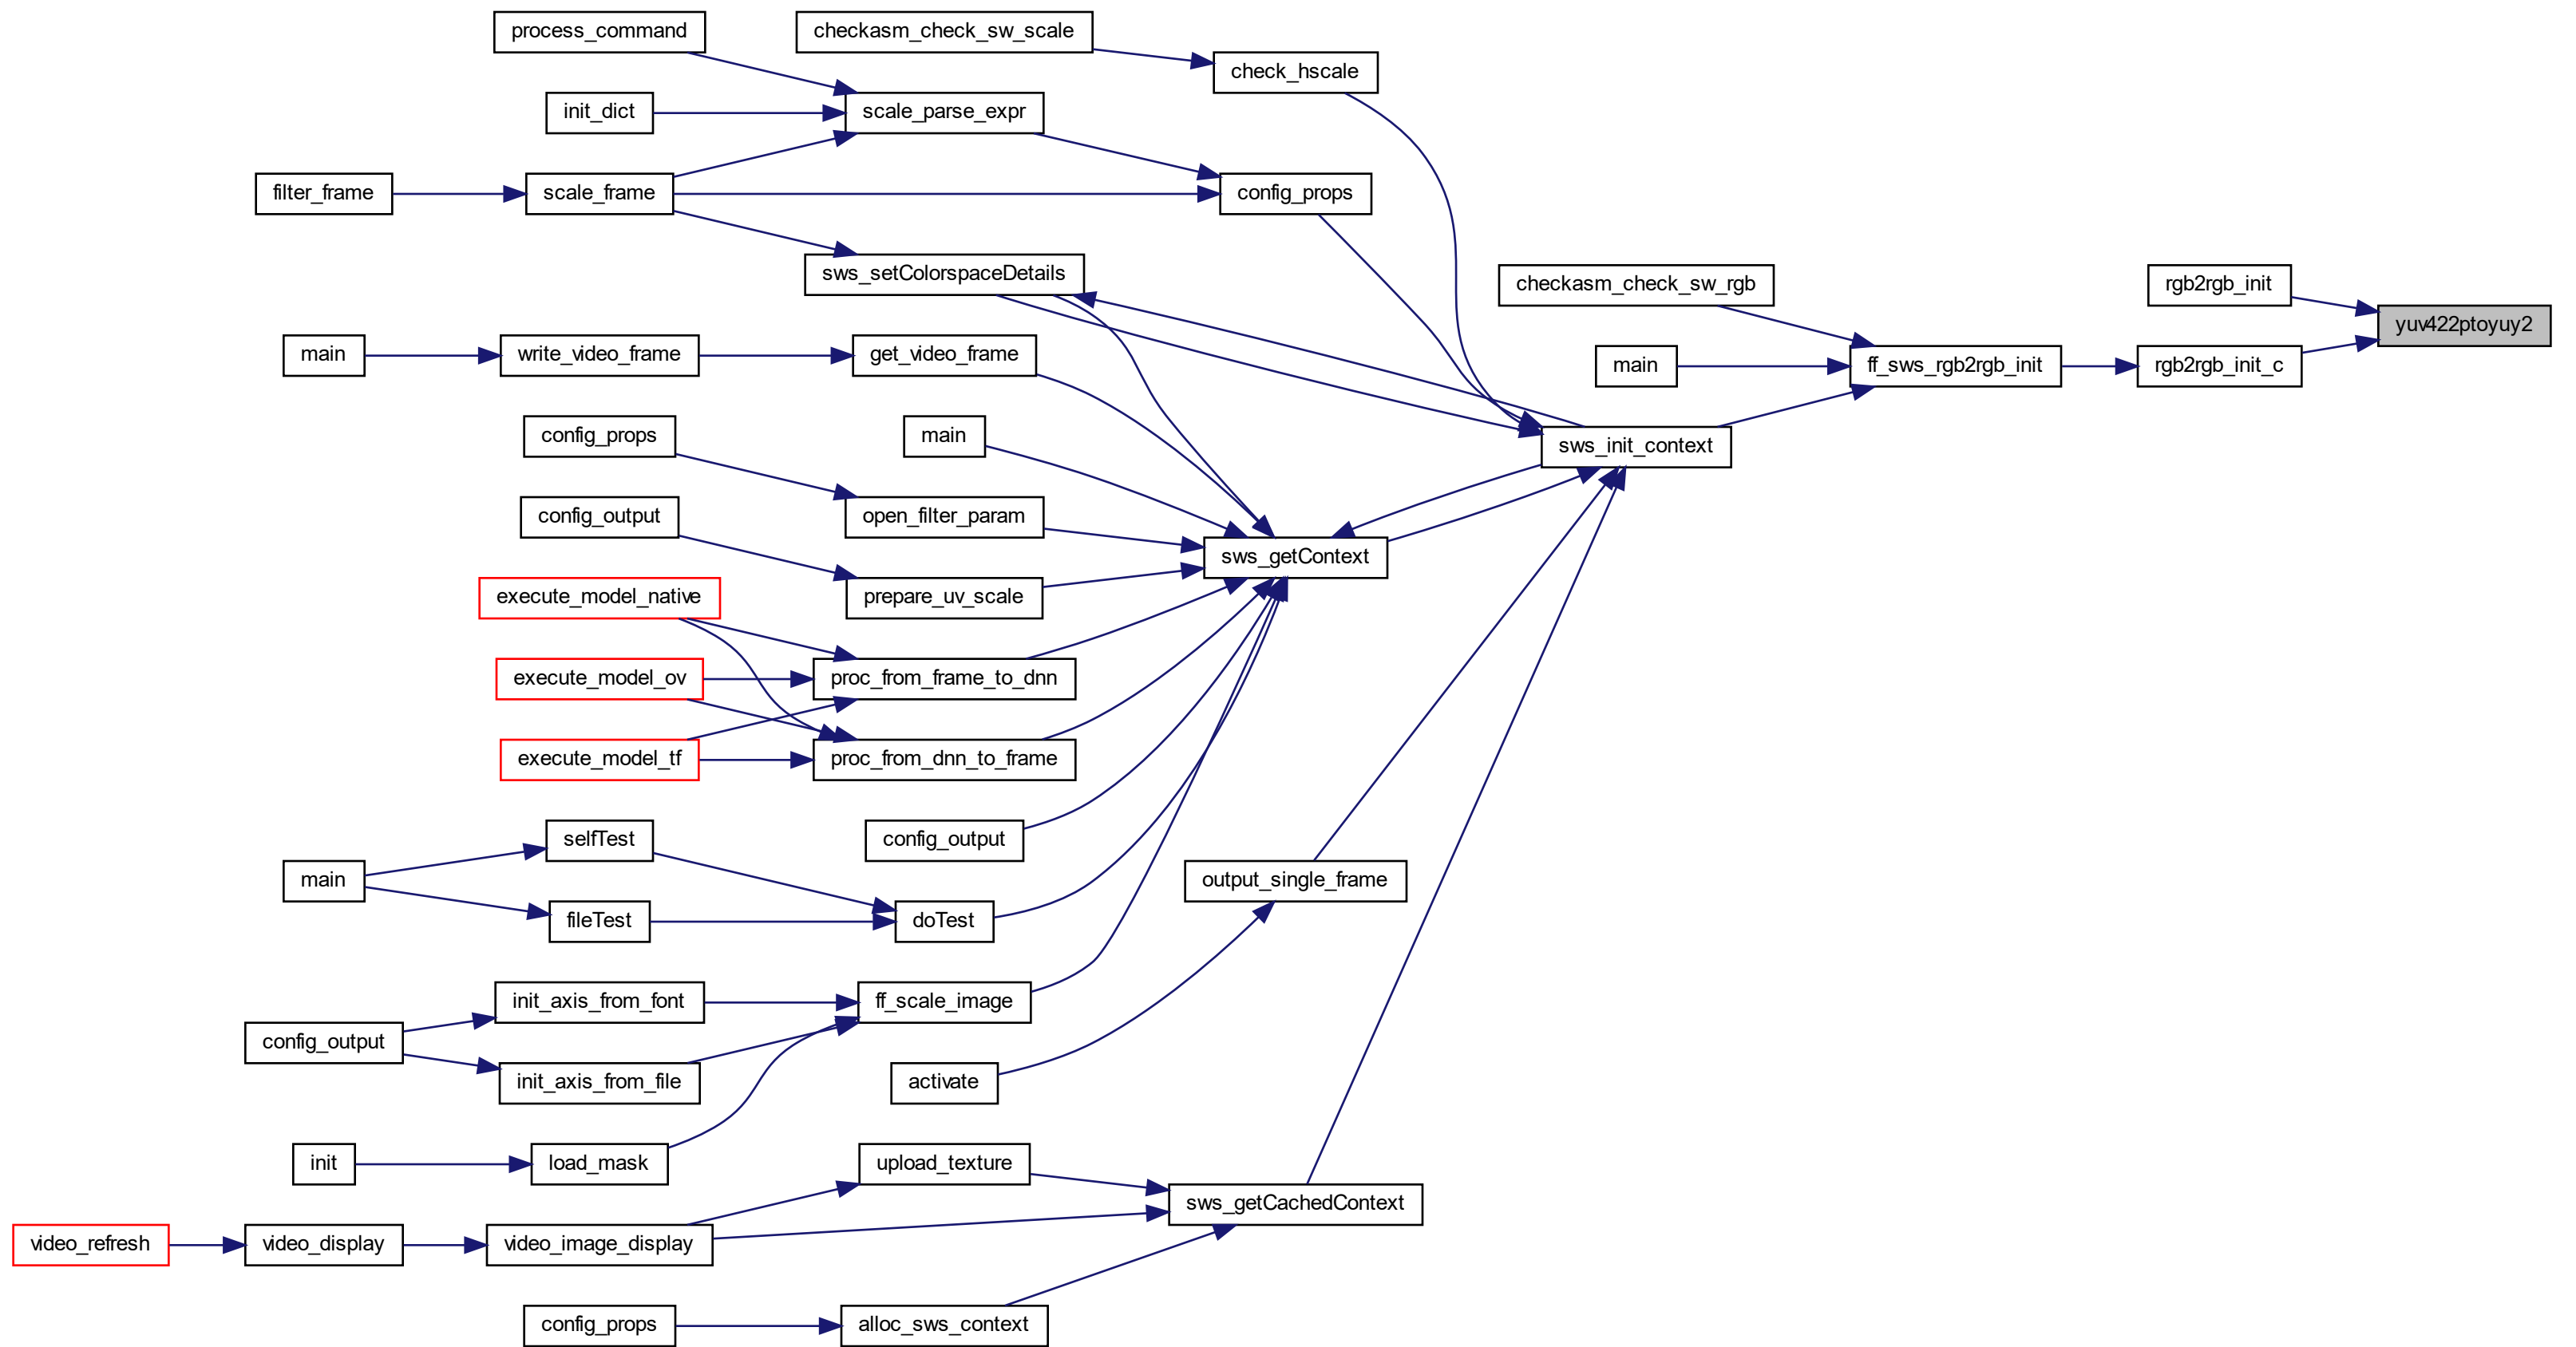 process_command
checkasm_check_sw_scale
check_hscale
init_dict
scale_parse_expr
filter_frame
scale_frame
config_props
sws_setColorspaceDetails
checkasm_check_sw_rgb
rgb2rgb_init
yuv422ptoyuy2
main
write_video_frame
get_video_frame
main
ff_sws_rgb2rgb_init
rgb2rgb_init_c
config_props
main
sws_init_context
config_output
open_filter_param
sws_getContext
execute_model_native
prepare_uv_scale
execute_model_ov
proc_from_frame_to_dnn
execute_model_tf
proc_from_dnn_to_frame
selfTest
config_output
main
output_single_frame
fileTest
doTest
init_axis_from_font
ff_scale_image
config_output
init_axis_from_file
activate
init
load_mask
upload_texture
sws_getCachedContext
video_refresh
video_display
video_image_display
config_props
alloc_sws_context